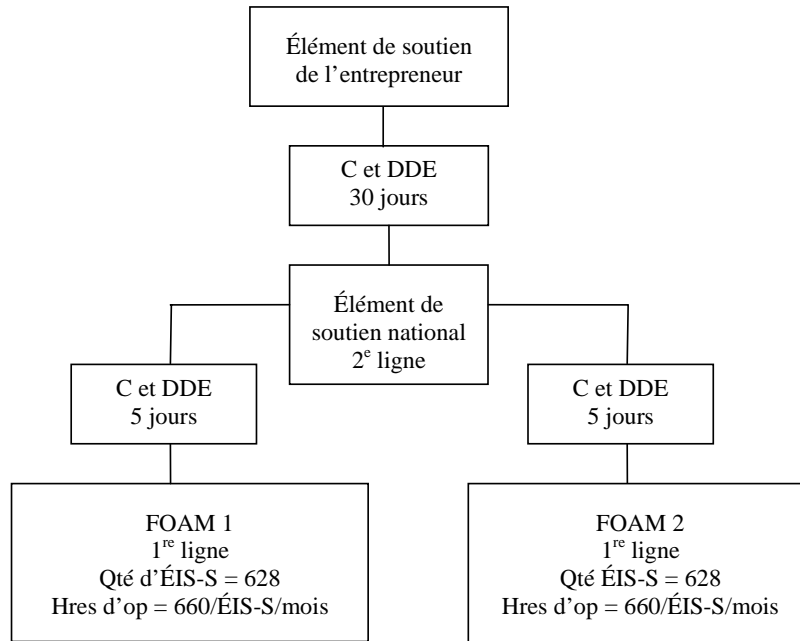 Élément de soutien
de l’entrepreneur
C et DDE
30 jours
Élément de
soutien national
2e ligne
C et DDE
5 jours
C et DDE
5 jours
FOAM 1
1re ligne
Qté d’ÉIS-S = 628
Hres d’op = 660/ÉIS-S/mois
FOAM 2
1re ligne
Qté ÉIS-S = 628
Hres d’op = 660/ÉIS-S/mois